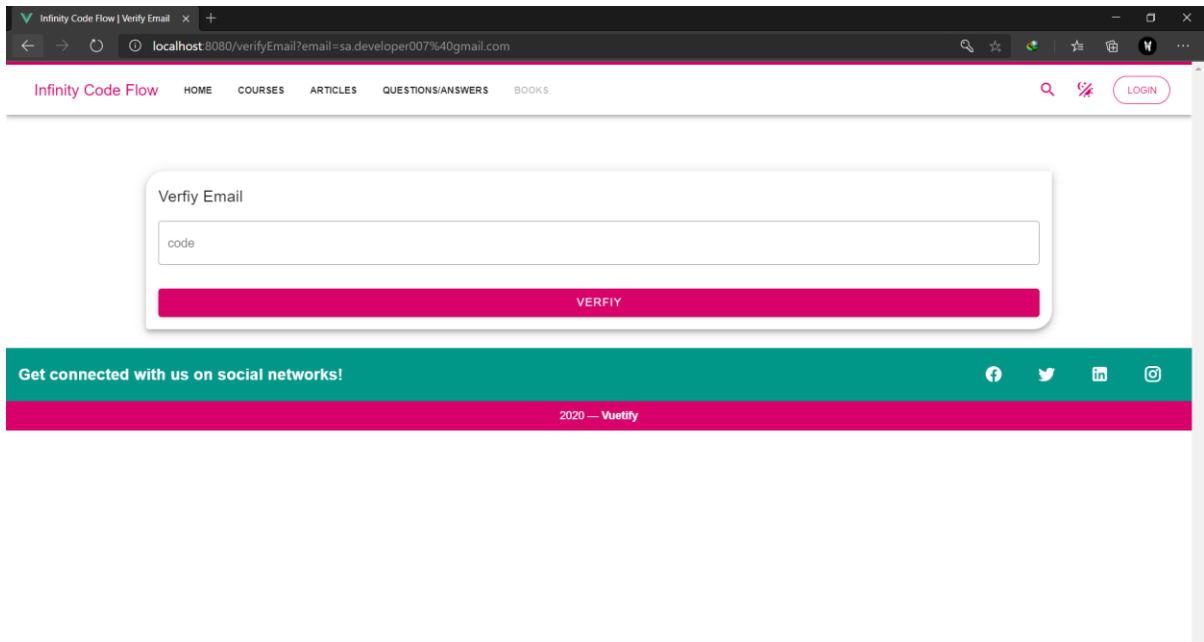 Infinity Code Flow | Verify Email
localhost:8080/verifyEmail?email=sa.developer007%40gmail.com
Infinity Code Flow HOME COURSES ARTICLES QUESTIONS/ANSWERS BOOKS LOGIN
Verfiy Email
code
VERFIY
Get connected with us on social networks!
2020 — Vuetify